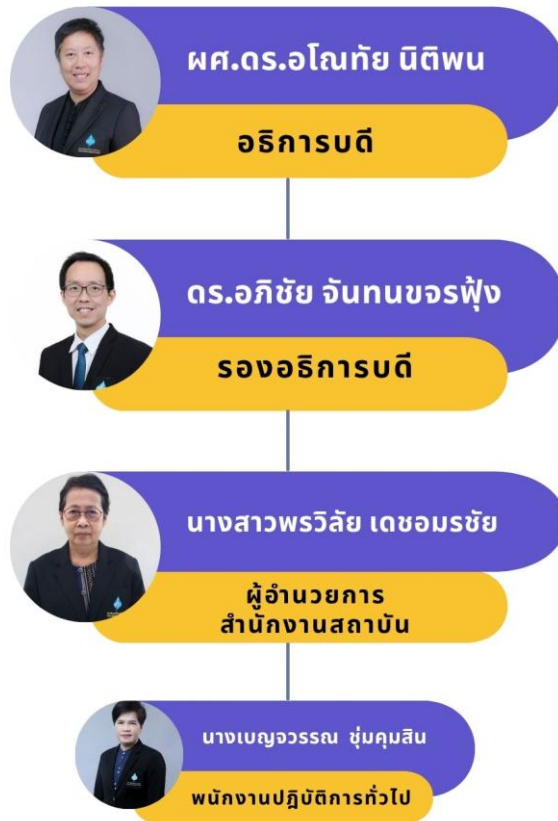 ผศ.ดร.อโณทัย นิติพน
อธิการบดี
ดร.อภิชัย จันทนขจรฟุ้ง
รองอธิการบดี
นางสาวพรวิลัย เดชอมรชัย
ผู้อำนวยการ
สำนักงานสถาบัน
นางเบญจวรรณ ชุ่มคุมสิน
พนักงานปฎิบัติการทั่วไป